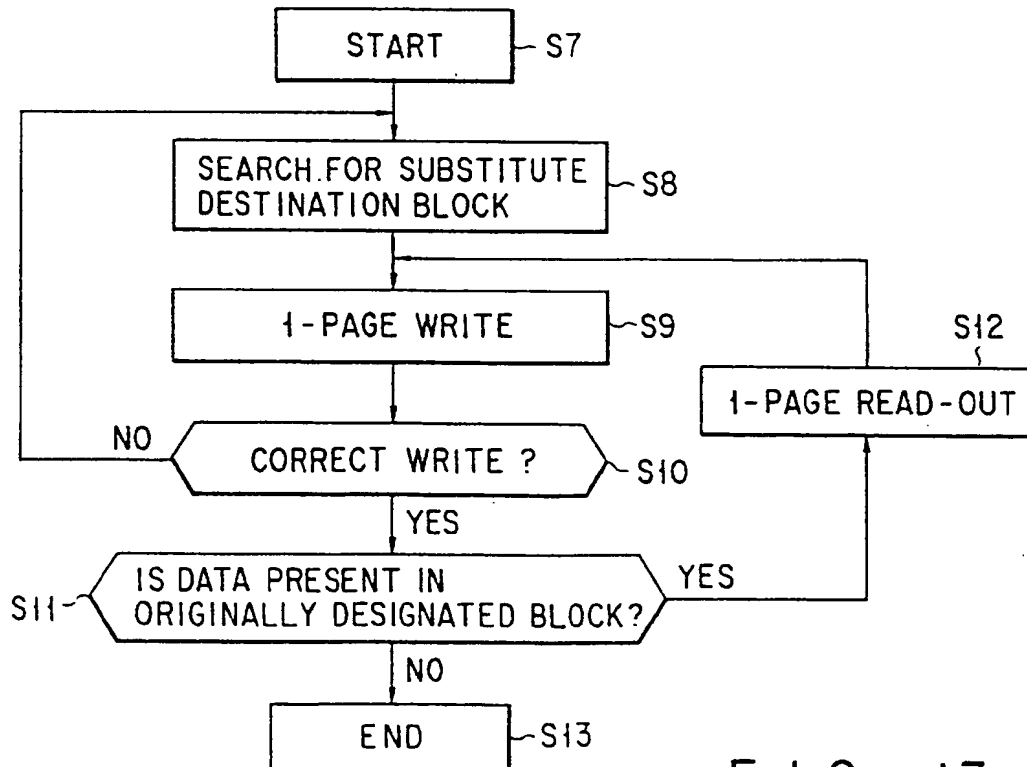 START
S7
SEARCH FOR SUBSTITUTE
DESTINATION BLOCK
S8
1-PAGE WRITE
S9
S12
1-PAGE READ-OUT
NO
CORRECT WRITE ?
S10
YES
IS DATA PRESENT IN
ORIGINALLY DESIGNATED BLOCK?
YES
S11
NO
END
S13